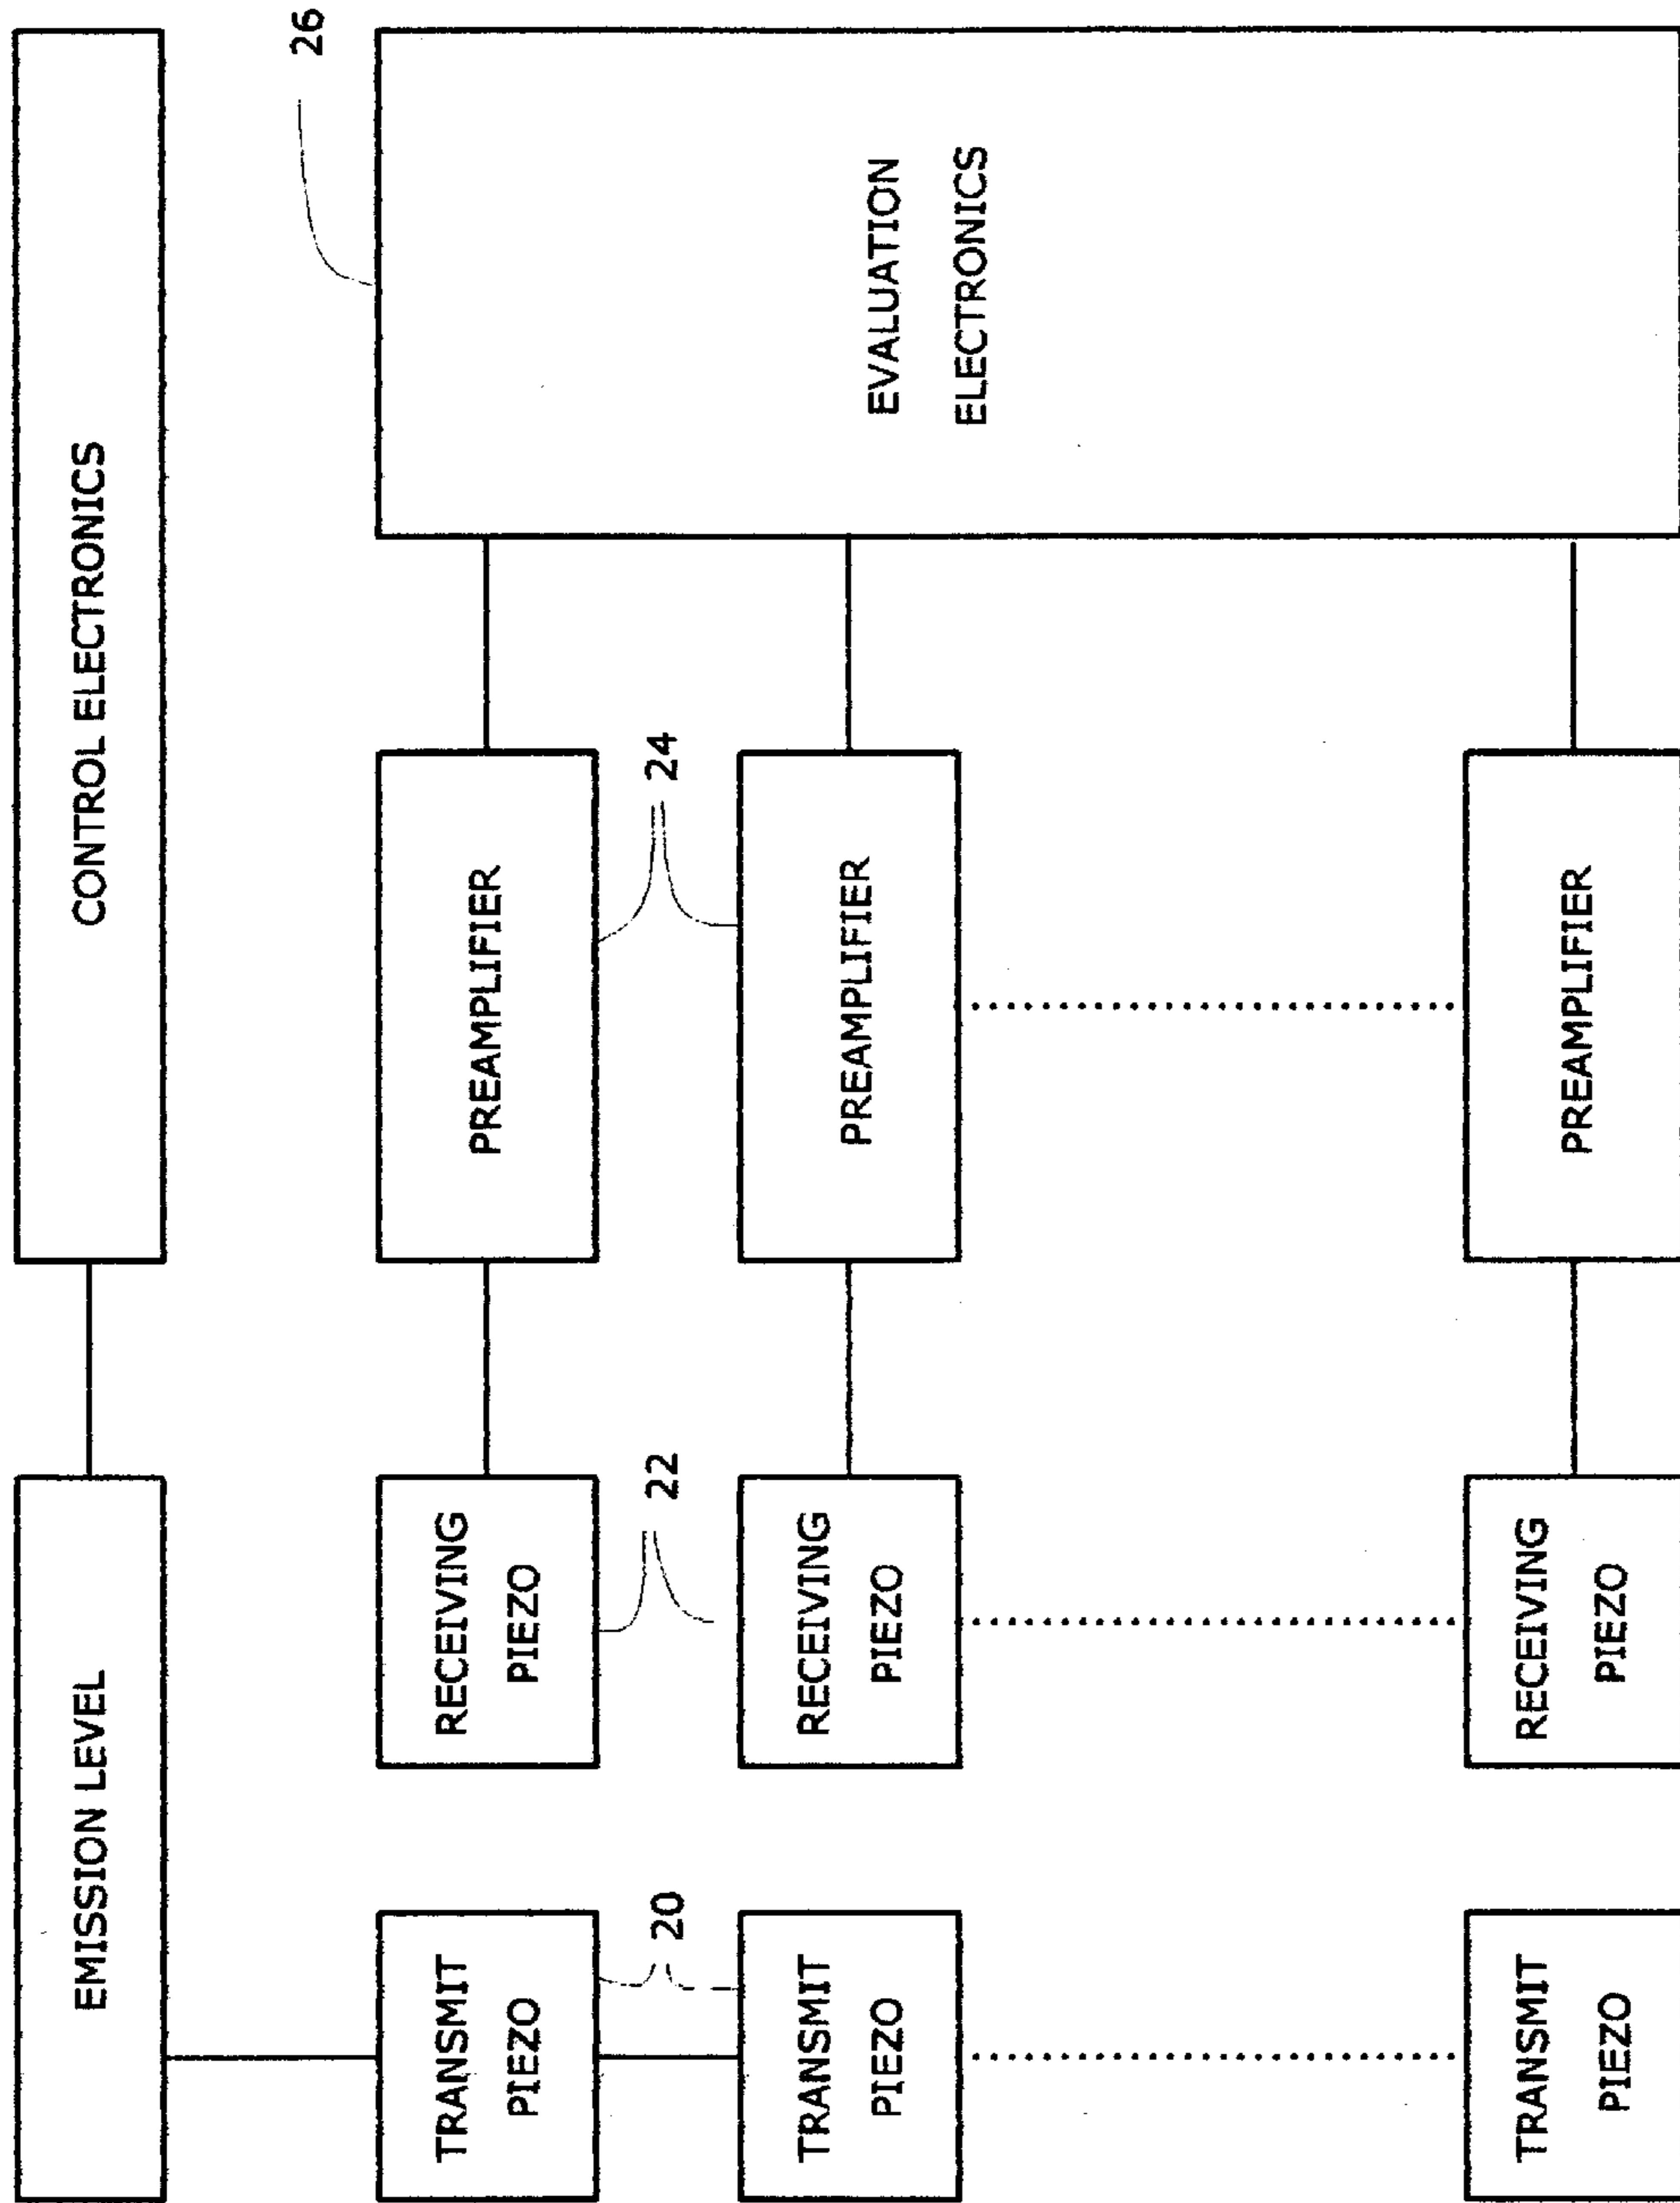 EMISSION LEVEL
CONTROL ELECTRONICS
26
TRANSMIT
PIEZO
RECEIVING
PIEZO
PREAMPLIFIER
20
22
24
TRANSMIT
PIEZO
RECEIVING
PIEZO
PREAMPLIFIER
EVALUATION
ELECTRONICS
TRANSMIT
PIEZO
RECEIVING
PIEZO
PREAMPLIFIER